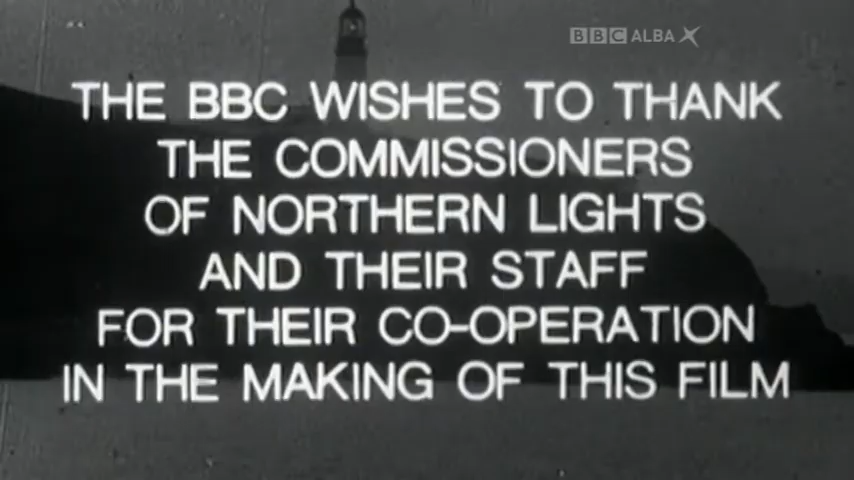 BBC ALBA
THE BBC WISHES TO THANK
THE COMMISSIONERS
OF NORTHERN LIGHTS
AND THEIR STAFF
FOR THEIR CO-OPERATION
IN THE MAKING OF THIS FILM